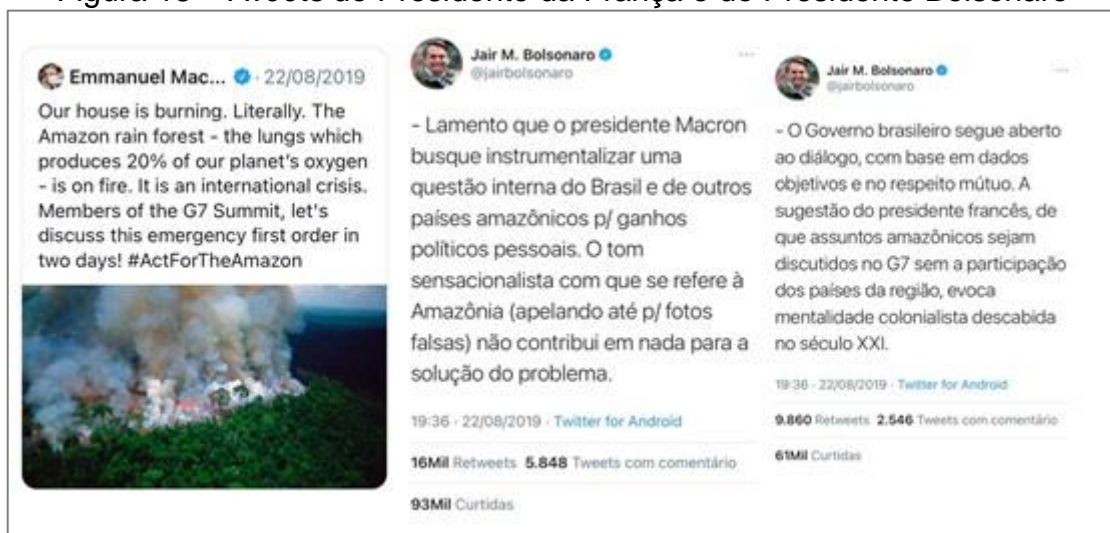 Figura 18 - Tweets do Presidente da França e do Presidente Bolsonaro
Emmanuel Mac... · 22/08/2019
Our house is burning. Literally. The
Amazon rain forest - the lungs which
produces 20% of our planet's oxygen
- is on fire. It is an international crisis.
Members of the G7 Summit, let's
discuss this emergency first order in
two days! #ActForTheAmazon
Jair M. Bolsonaro
@jairbolsonaro
- Lamento que o presidente Macron
busque instrumentalizar uma
questão interna do Brasil e de outros
países amazônicos p/ ganhos
políticos pessoais. O tom
sensacionalista com que se refere à
Amazônia (apelando até p/ fotos
falsas) não contribui em nada para a
solução do problema.
19:36 · 22/08/2019 · Twitter for Android
16Mil Retweets 5.848 Tweets com comentário
93Mil Curtidas
Jair M. Bolsonaro
@jairbolsonaro
- O Governo brasileiro segue aberto
ao diálogo, com base em dados
objetivos e no respeito mútuo. A
sugestão do presidente francês, de
que assuntos amazônicos sejam
discutidos no G7 sem a participação
dos países da região, evoca
mentalidade colonialista descabida
no século XXI.
19:36 · 22/08/2019 · Twitter for Android
9.860 Retweets 2.546 Tweets com comentário
61Mil Curtidas